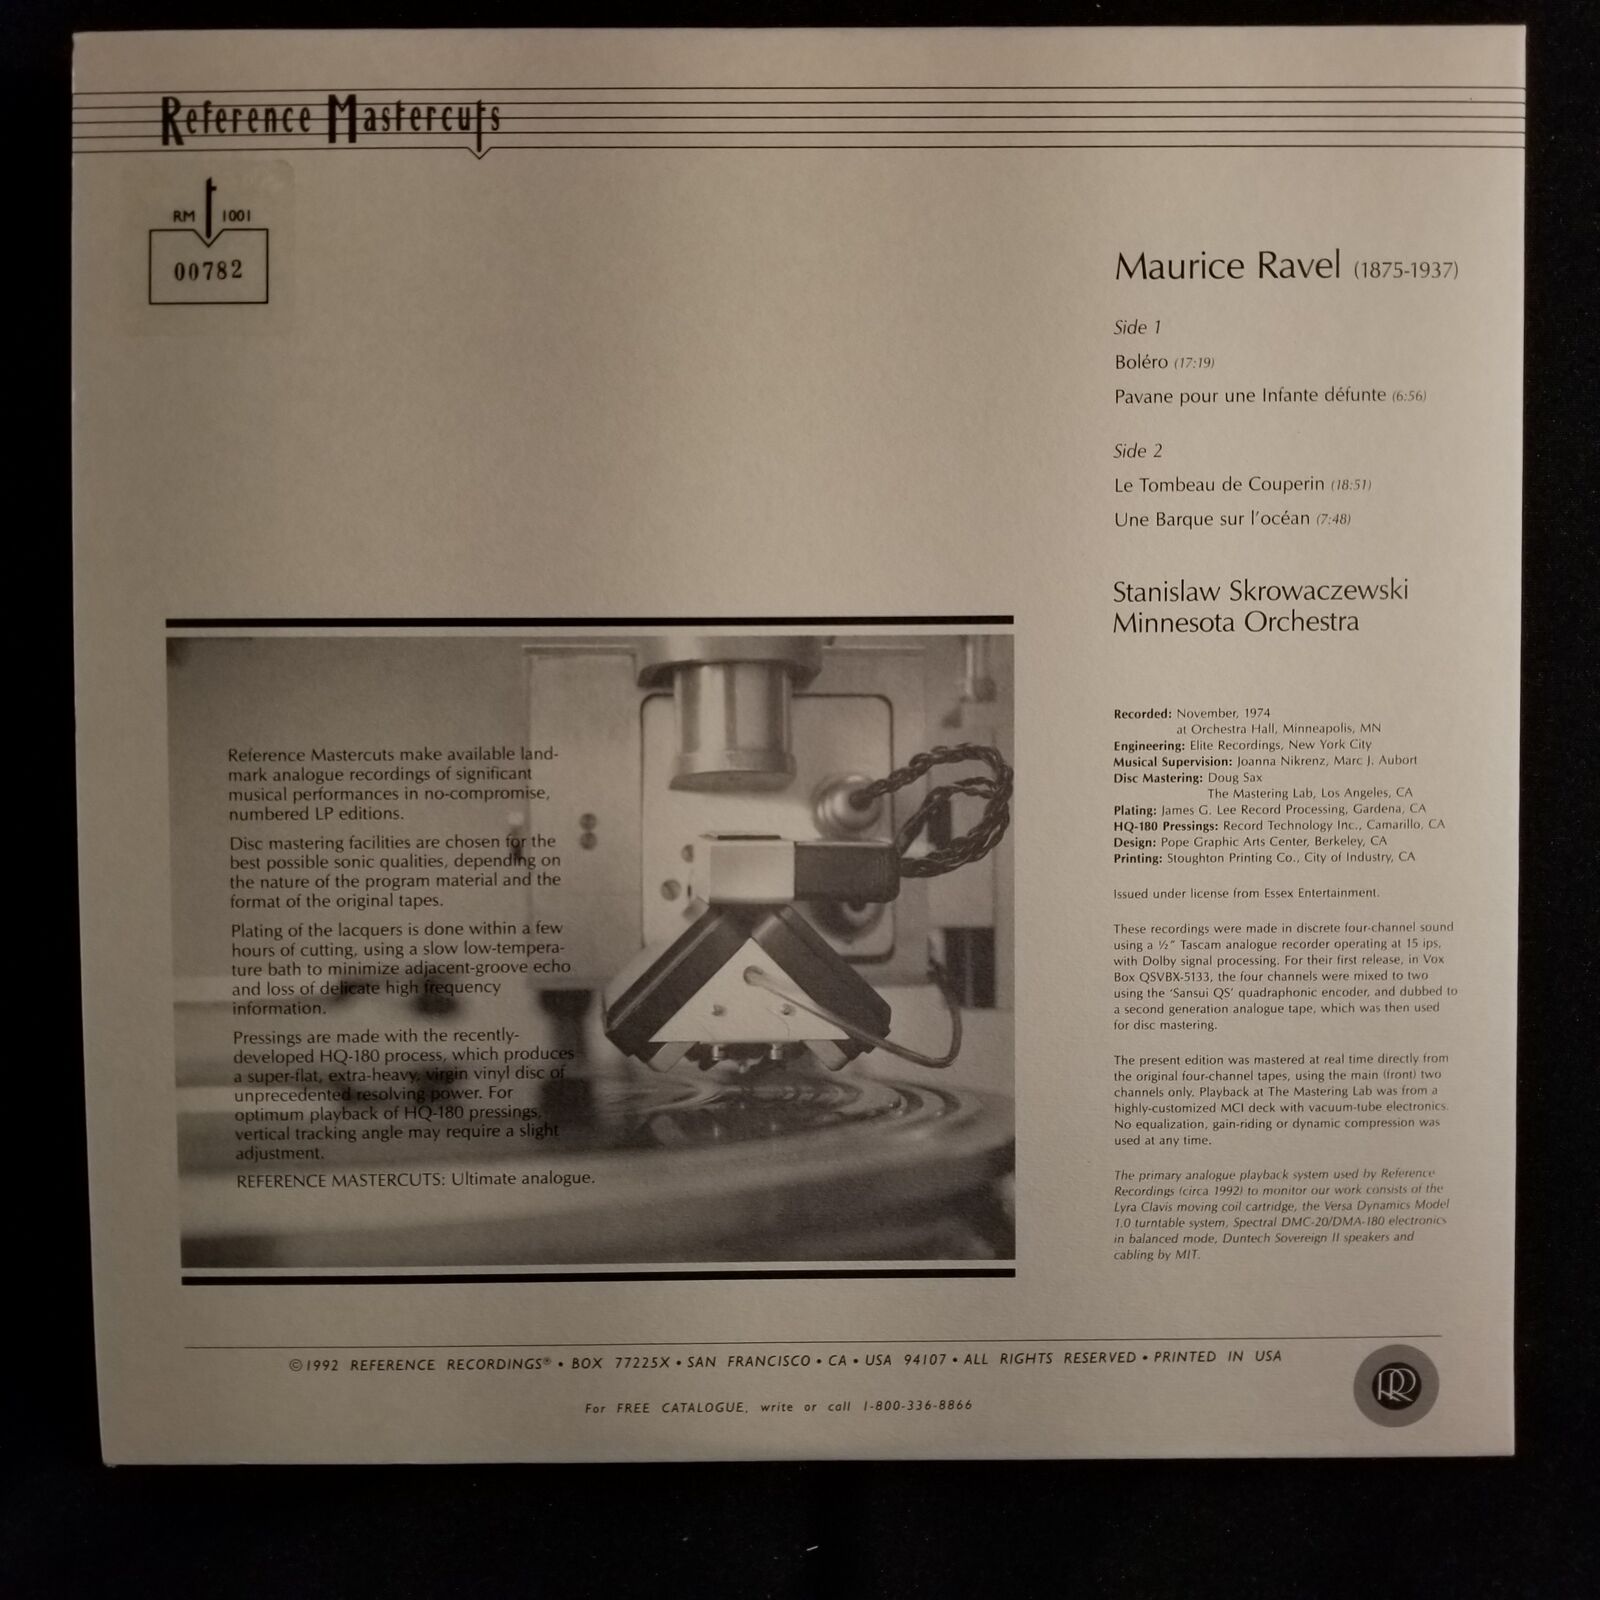 Reference Mastercuts
RM 1001
00782
Maurice Ravel (1875-1937)
Side 1
Boléro (17:19)
Pavane pour une Infante défunte (6:56)
Side 2
Le Tombeau de Couperin (18:51)
Une Barque sur l'océan (7:48)
Stanislaw Skrowaczewski
Minnesota Orchestra
Recorded: November, 1974
at Orchestra Hall, Minneapolis, MN
Engineering: Elite Recordings, New York City
Musical Supervision: Joanna Nikrenz, Marc J. Aubort
Disc Mastering: Doug Sax
The Mastering Lab, Los Angeles, CA
Plating: James G. Lee Record Processing, Gardena, CA
HQ-180 Pressings: Record Technology Inc., Camarillo, CA
Design: Pope Graphic Arts Center, Berkeley, CA
Printing: Stoughton Printing Co., City of Industry, CA
Issued under license from Essex Entertainment.
These recordings were made in discrete four-channel sound
using a ½" Tascam analogue recorder operating at 15 ips,
with Dolby signal processing. For their first release, in Vox
Box QSVBX-5133, the four channels were mixed to two
using the 'Sansui QS' quadraphonic encoder, and dubbed to
a second generation analogue tape, which was then used
for disc mastering.
The present edition was mastered at real time directly from
the original four-channel tapes, using the main (front) two
channels only. Playback at The Mastering Lab was from a
highly-customized MCI deck with vacuum-tube electronics.
No equalization, gain-riding or dynamic compression was
used at any time.
The primary analogue playback system used by Reference
Recordings (circa 1992) to monitor our work consists of the
Lyra Clavis moving coil cartridge, the Versa Dynamics Model
1.0 turntable system, Spectral DMC-20/DMA-180 electronics
in balanced mode, Duntech Sovereign II speakers and
cabling by MIT.
Reference Mastercuts make available land-
mark analogue recordings of significant
musical performances in no-compromise,
numbered LP editions.
Disc mastering facilities are chosen for the
best possible sonic qualities, depending on
the nature of the program material and the
format of the original tapes.
Plating of the lacquers is done within a few
hours of cutting, using a slow low-tempera-
ture bath to minimize adjacent-groove echo
and loss of delicate high frequency
information.
Pressings are made with the recently-
developed HQ-180 process, which produces
a super-flat, extra-heavy, virgin vinyl disc of
unprecedented resolving power. For
optimum playback of HQ-180 pressings,
vertical tracking angle may require a slight
adjustment.
REFERENCE MASTERCUTS: Ultimate analogue.
©1992 REFERENCE RECORDINGS® • BOX 77225X • SAN FRANCISCO • CA • USA 94107 • ALL RIGHTS RESERVED • PRINTED IN USA
For FREE CATALOGUE, write or call 1-800-336-8866
RR